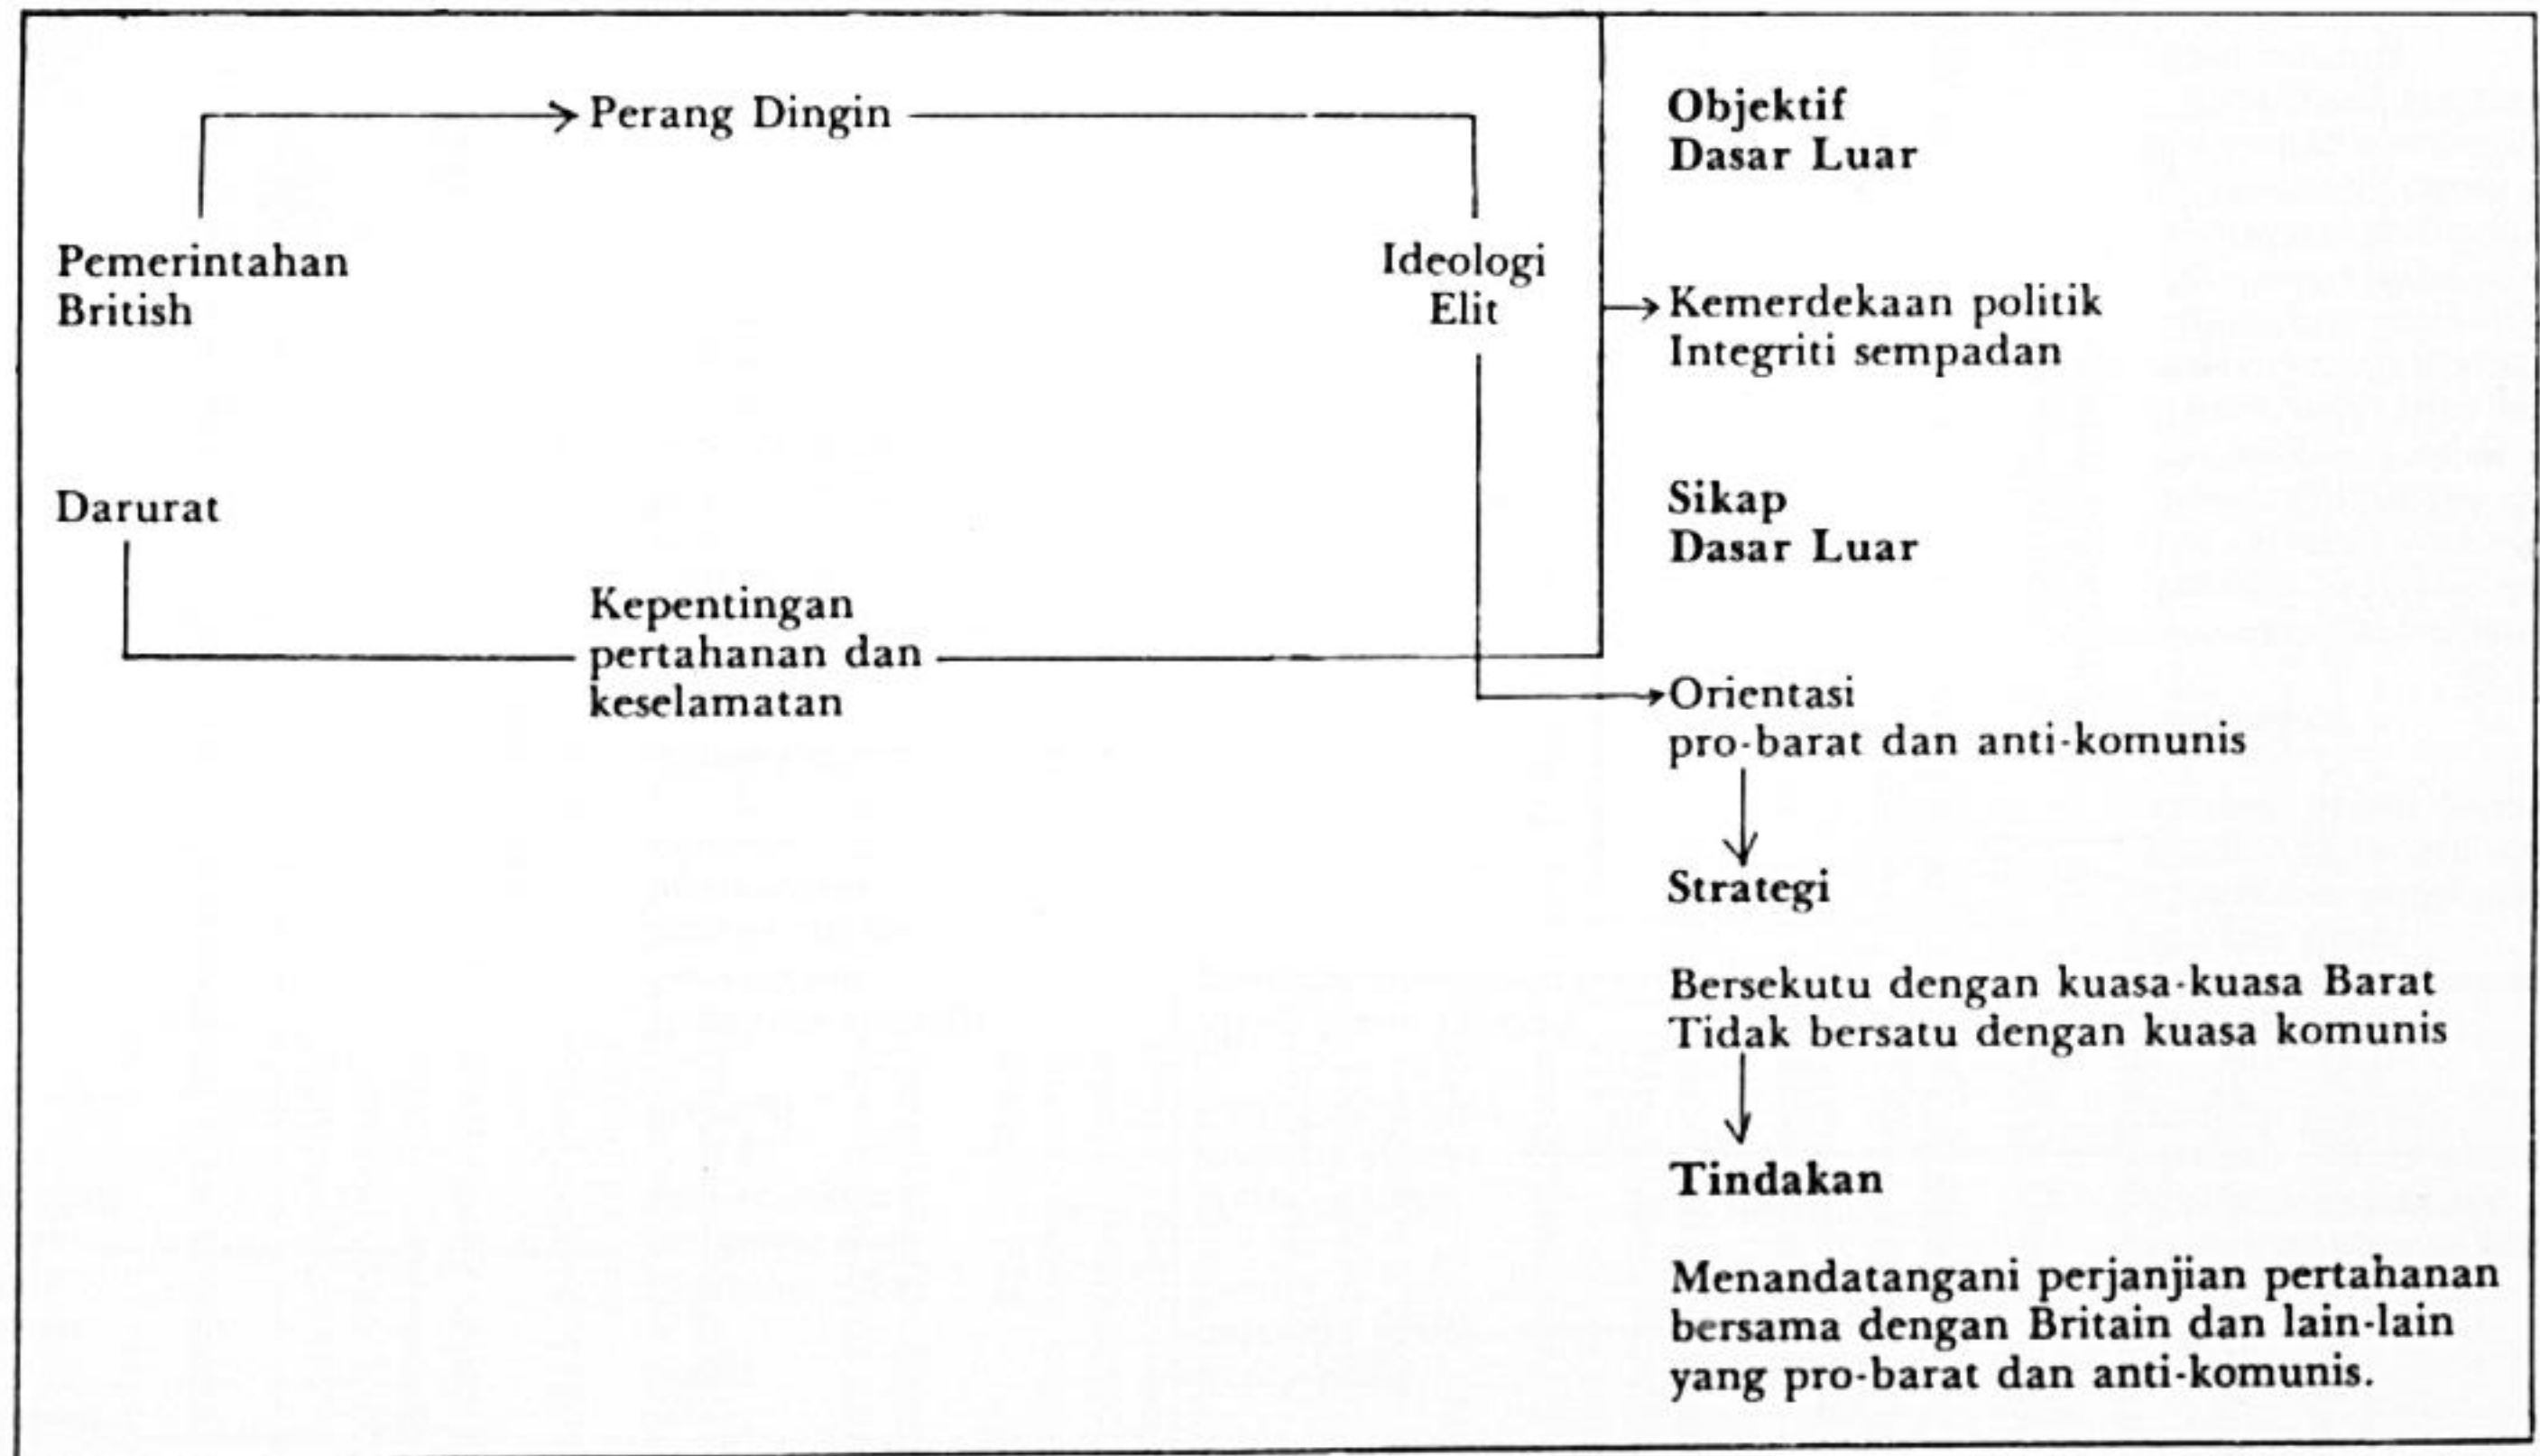 Perang Dingin
Pemerintahan
British
Ideologi
Elit
Darurat
Kepentingan
pertahanan dan
keselamatan
Objektif
Dasar Luar
Kemerdekaan politik
Integriti sempadan
Sikap
Dasar Luar
Orientasi
pro-barat dan anti-komunis
Strategi
Bersekutu dengan kuasa-kuasa Barat
Tidak bersatu dengan kuasa komunis
Tindakan
Menandatangani perjanjian pertahanan
bersama dengan Britain dan lain-lain
yang pro-barat dan anti-komunis.